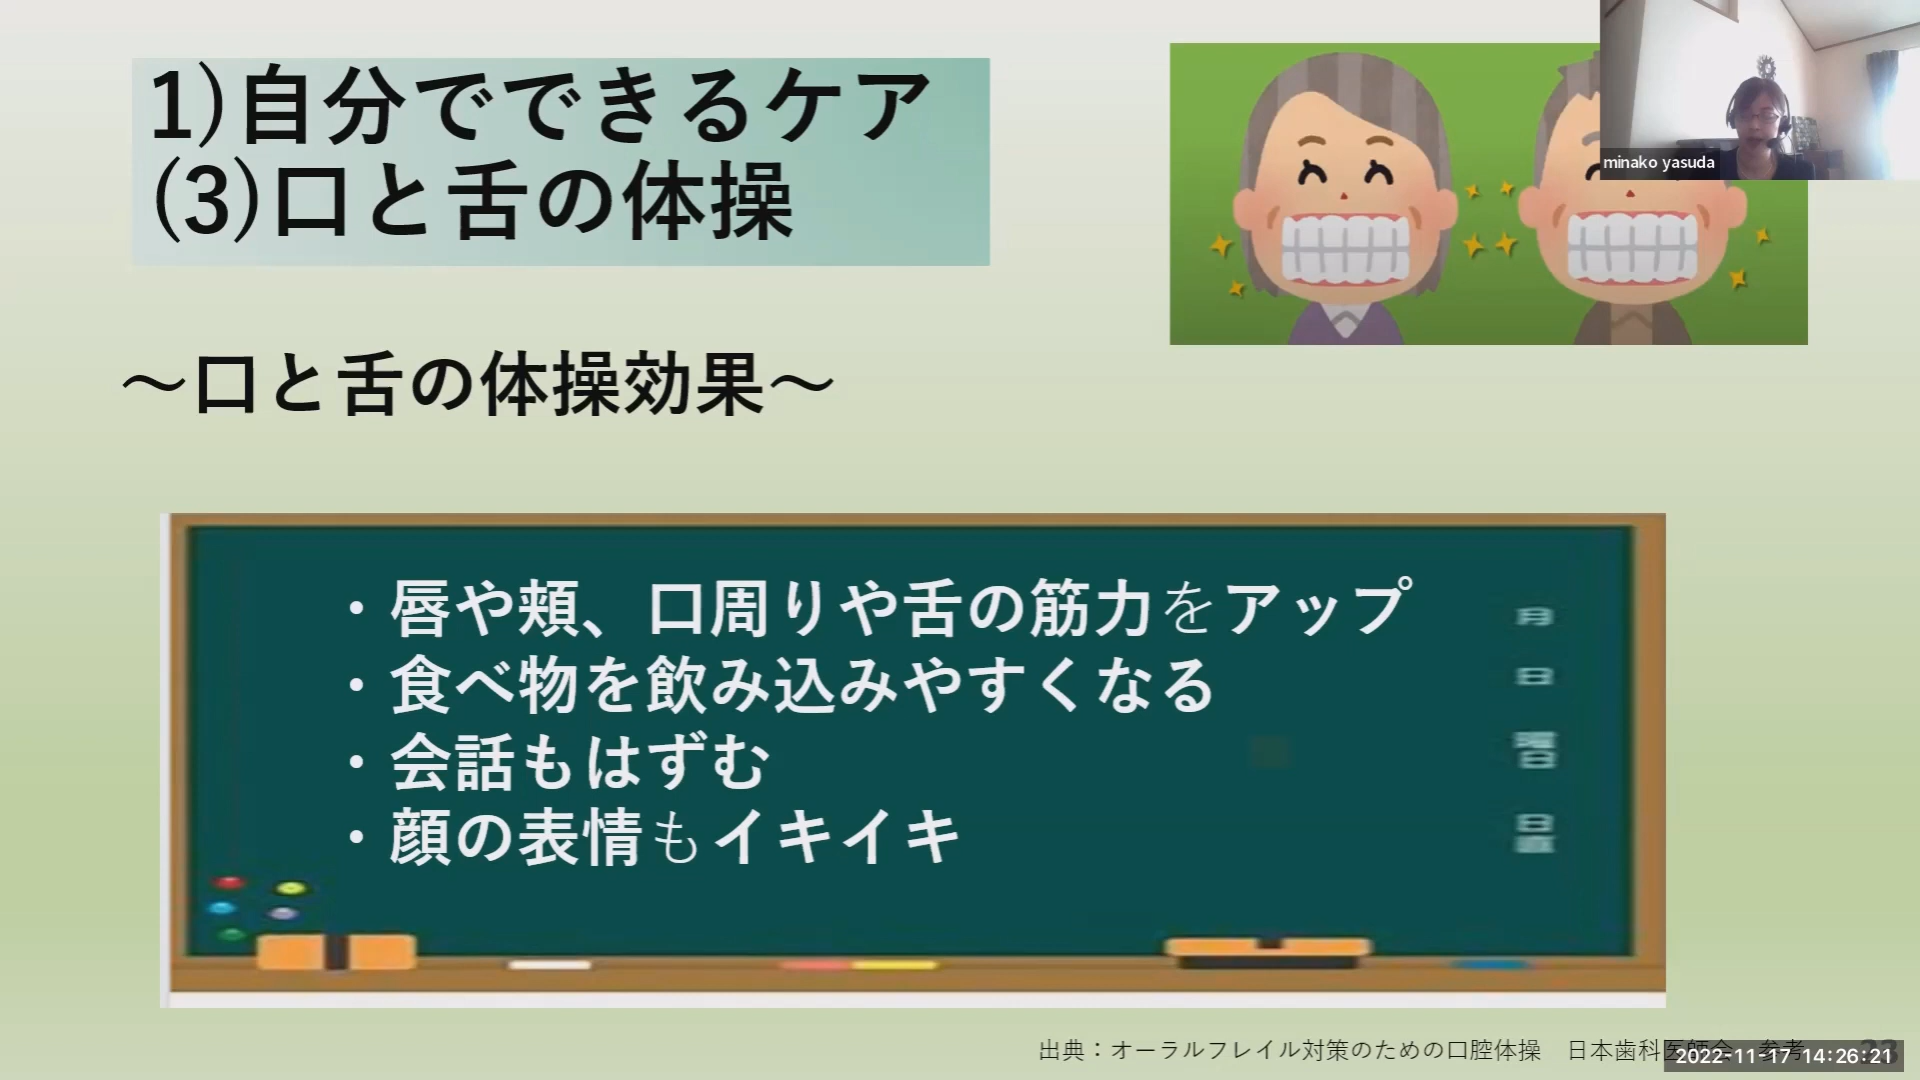 1)自分でできるケア
(3)口と舌の体操
minako yasuda
～口と舌の体操効果～
・唇や頬、口周りや舌の筋力をアップ
・食べ物を飲み込みやすくなる
・会話もはずむ
・顔の表情もイキイキ
月
日
出典：オーラルフレイル対策のための口腔体操　日本歯科医師会　参考
2022-11-17 14:26:21